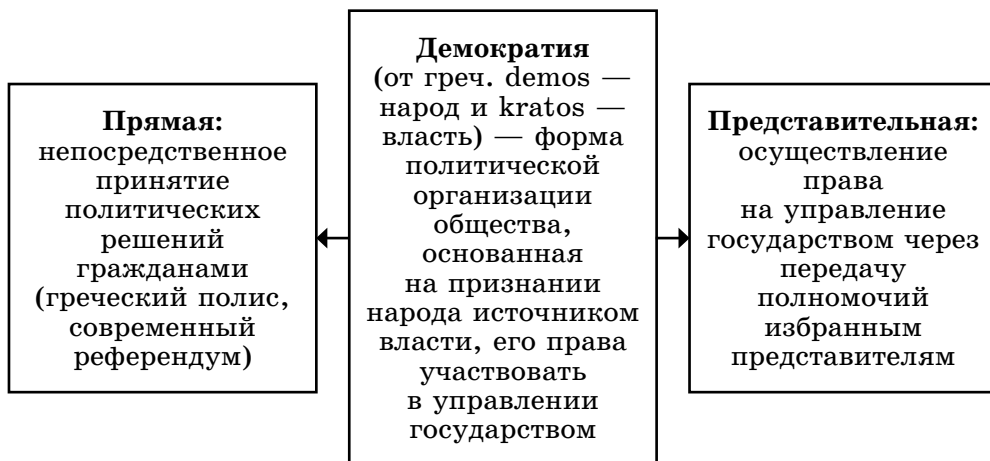 Прямая:
непосредственное
принятие
политических
решений
гражданами
(греческий полис,
современный
референдум)
Демократия
(от греч. demos —
народ и kratos —
власть) — форма
политической
организации
общества,
основанная
на признании
народа источником
власти, его права
участвовать
в управлении
государством
Представительная:
осуществление
права
на управление
государством через
передачу
полномочий
избранным
представителям